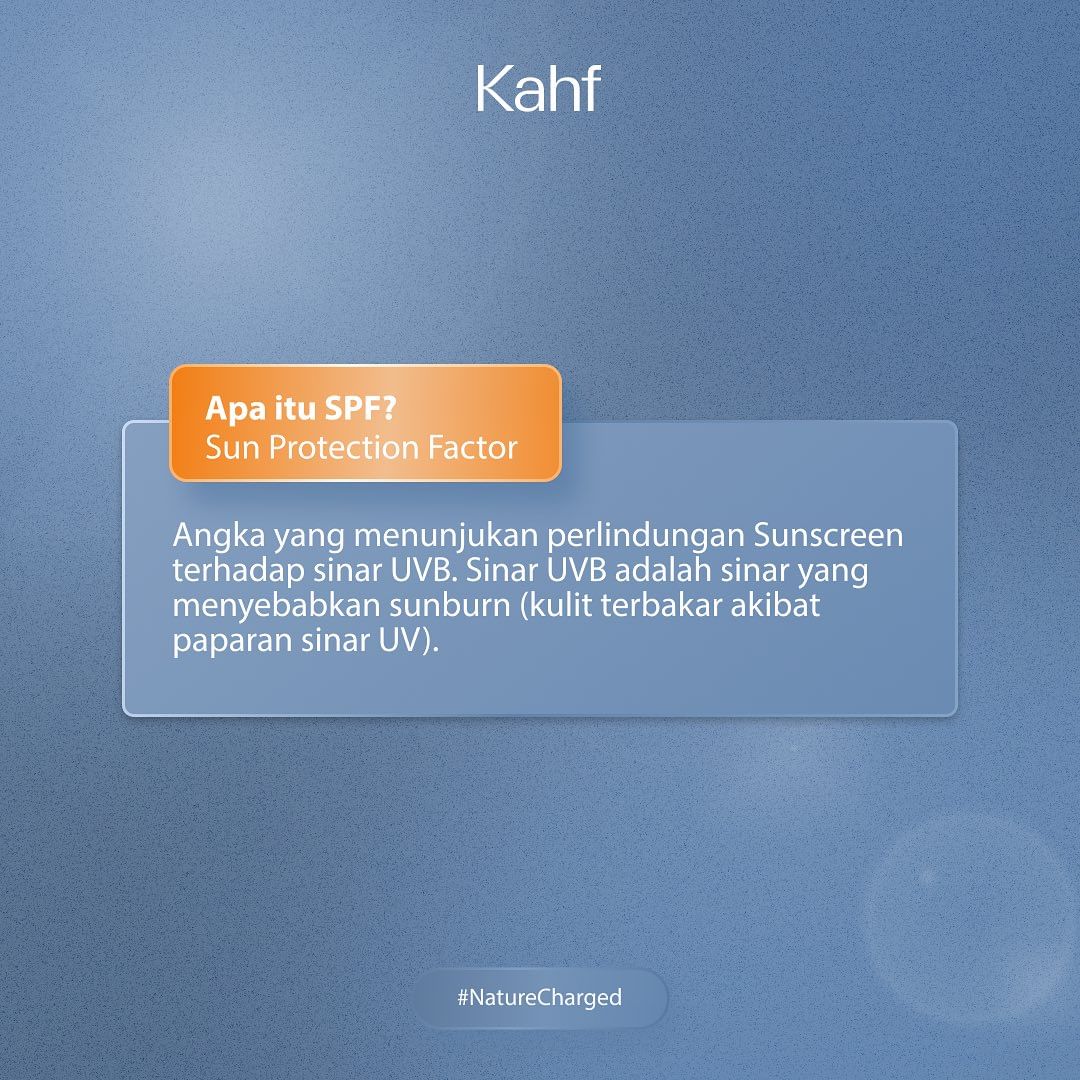 Kahf
Apa itu SPF?
Sun Protection Factor
Angka yang menunjukan perlindungan Sunscreen
terhadap sinar UVB. Sinar UVB adalah sinar yang
menyebabkan sunburn (kulit terbakar akibat
paparan sinar UV).
#NatureCharged